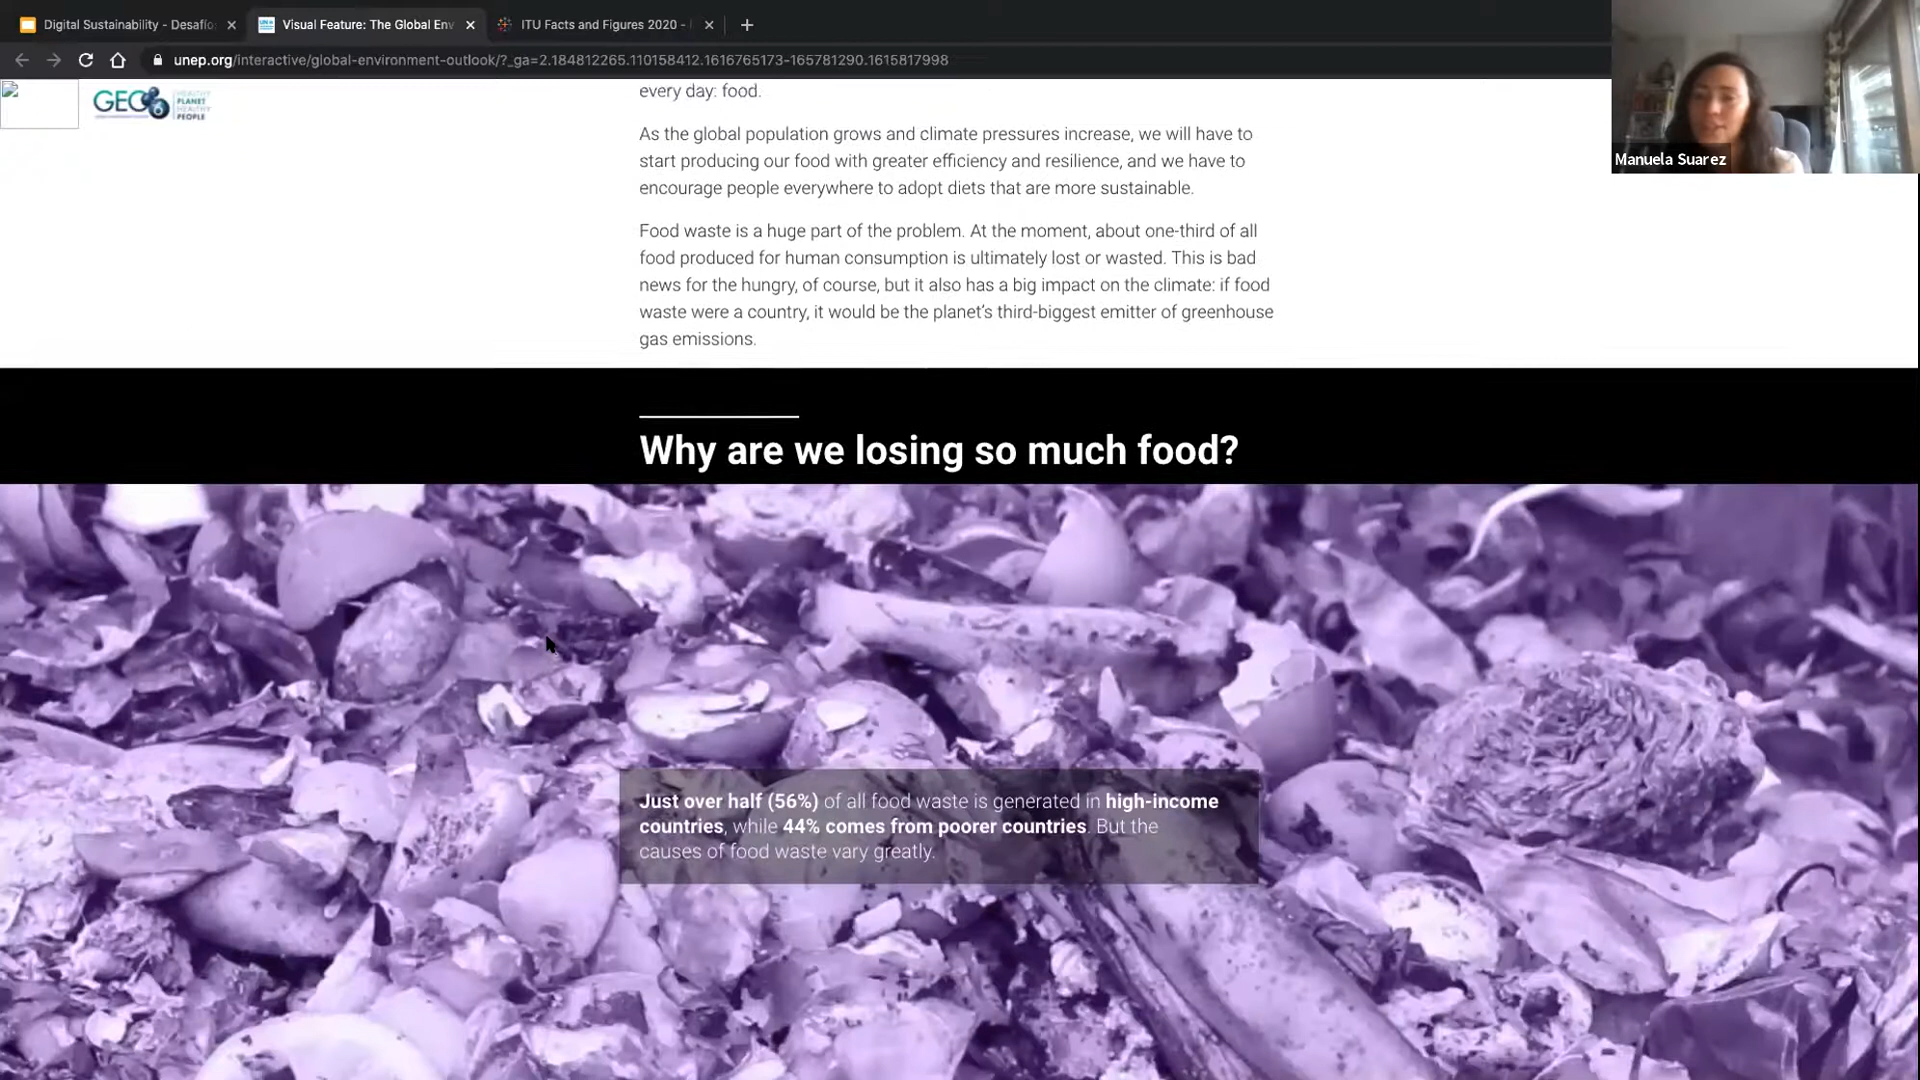 Digital Sustainability - Desafío
Visual Feature: The Global Env
ITU Facts and Figures 2020 -
unep.org/interactive/global-environment-outlook/?_ga=2.184812265.110158412.1616765173-165781290.1615817998
GEO 6
HEALTHY
PLANET
HEALTHY
PEOPLE
Manuela Suarez
every day: food.
As the global population grows and climate pressures increase, we will have to
start producing our food with greater efficiency and resilience, and we have to
encourage people everywhere to adopt diets that are more sustainable.
Food waste is a huge part of the problem. At the moment, about one-third of all
food produced for human consumption is ultimately lost or wasted. This is bad
news for the hungry, of course, but it also has a big impact on the climate: if food
waste were a country, it would be the planet’s third-biggest emitter of greenhouse
gas emissions.
Why are we losing so much food?
Just over half (56%) of all food waste is generated in high-income
countries, while 44% comes from poorer countries. But the
causes of food waste vary greatly.